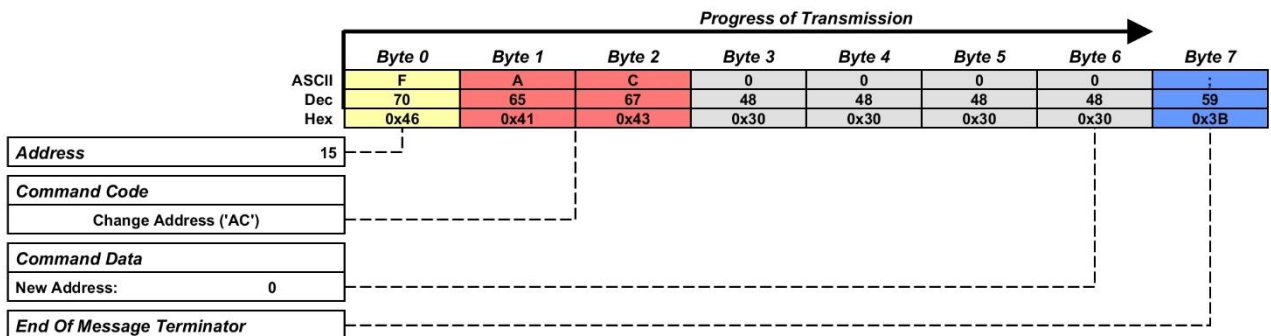 Progress of Transmission
Byte 0 Byte 1 Byte 2 Byte 3 Byte 4 Byte 5 Byte 6 Byte 7
ASCII F A C 0 0 0 0 ;
Dec 70 65 67 48 48 48 48 59
Hex 0x46 0x41 0x43 0x30 0x30 0x30 0x30 0x3B
Address 15
Command Code
Change Address ('AC')
Command Data
New Address: 0
End Of Message Terminator